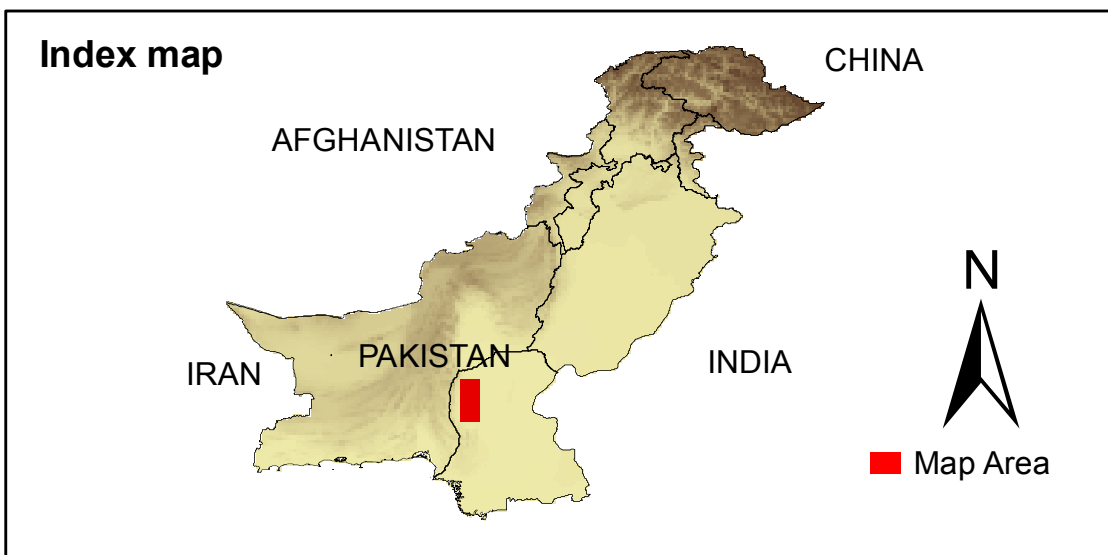 Index map
CHINA
AFGHANISTAN
N
PAKISTAN
IRAN
INDIA
Map Area